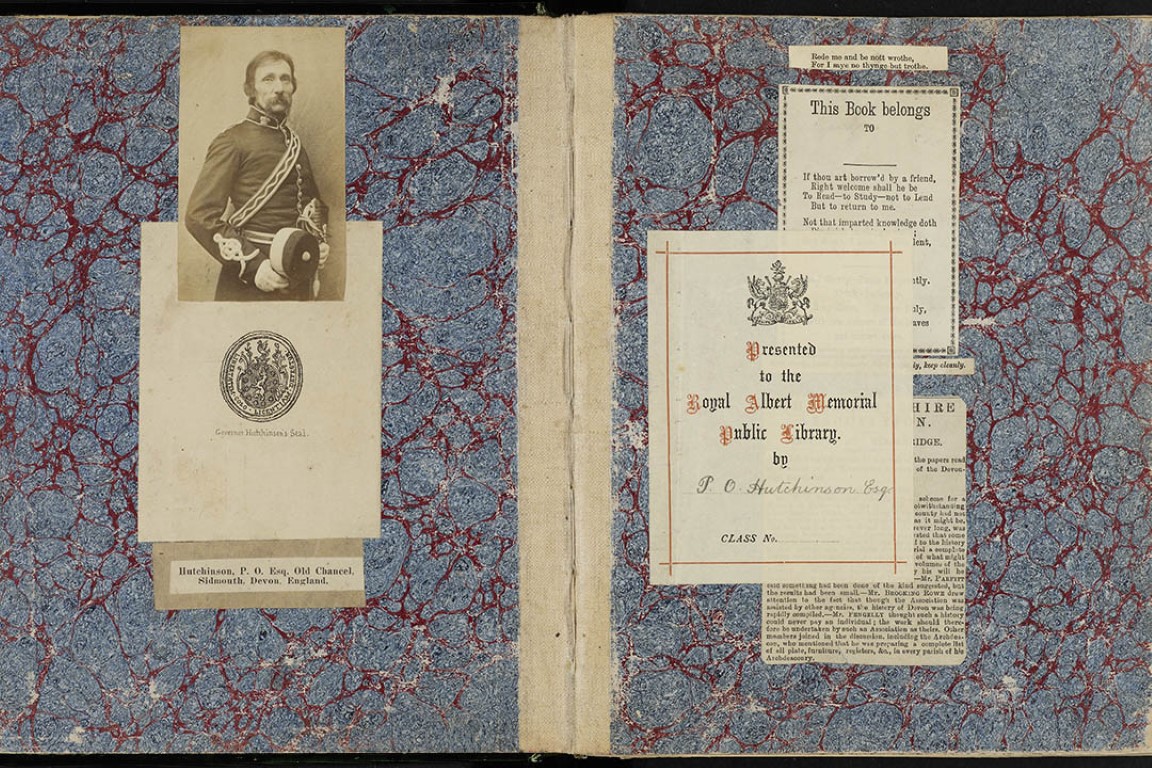 Governor Hutchinson's Seal.
Hutchinson, P. O. Esq. Old Chancel,
Sidmouth, Devon, England.
Rede me and be nott wrothe,
For I saye no thynge but trothe.
This Book belongs
TO
If thou art borrow'd by a friend,
Right welcome shall he be
To Read—to Study—not to Lend
But to return to me.
Not that imparted knowledge doth
Presented
to the
Royal Albert Memorial
Public Library.
by
P. O. Hutchinson Esq
CLASS No.
keep cleanly.
HIRE
N.
RIDGE.
the papers read
of the Devon-
scheme for a
otwithstanding
county had not
as it might be.
ever long, was
ated that come
l to the history
rial a complete
of what might
volumes of the
y his will be
—Mr. PARFITT
said something had been done of the kind suggested, but
the results had been small.—Mr. BROCKING ROWE drew
attention to the fact that though the Association was
assisted by other agencies, the history of Devon was being
rapidly compiled.—Mr. PENGELLY thought such a history
could never pay an individual; the work should there-
fore be undertaken by such an Association as theirs. Other
members joined in the discussion, including the Archdea-
con, who mentioned that he was preparing a complete list
of all plate, furniture, registers, &c., in every parish of his
Archdeaconry.